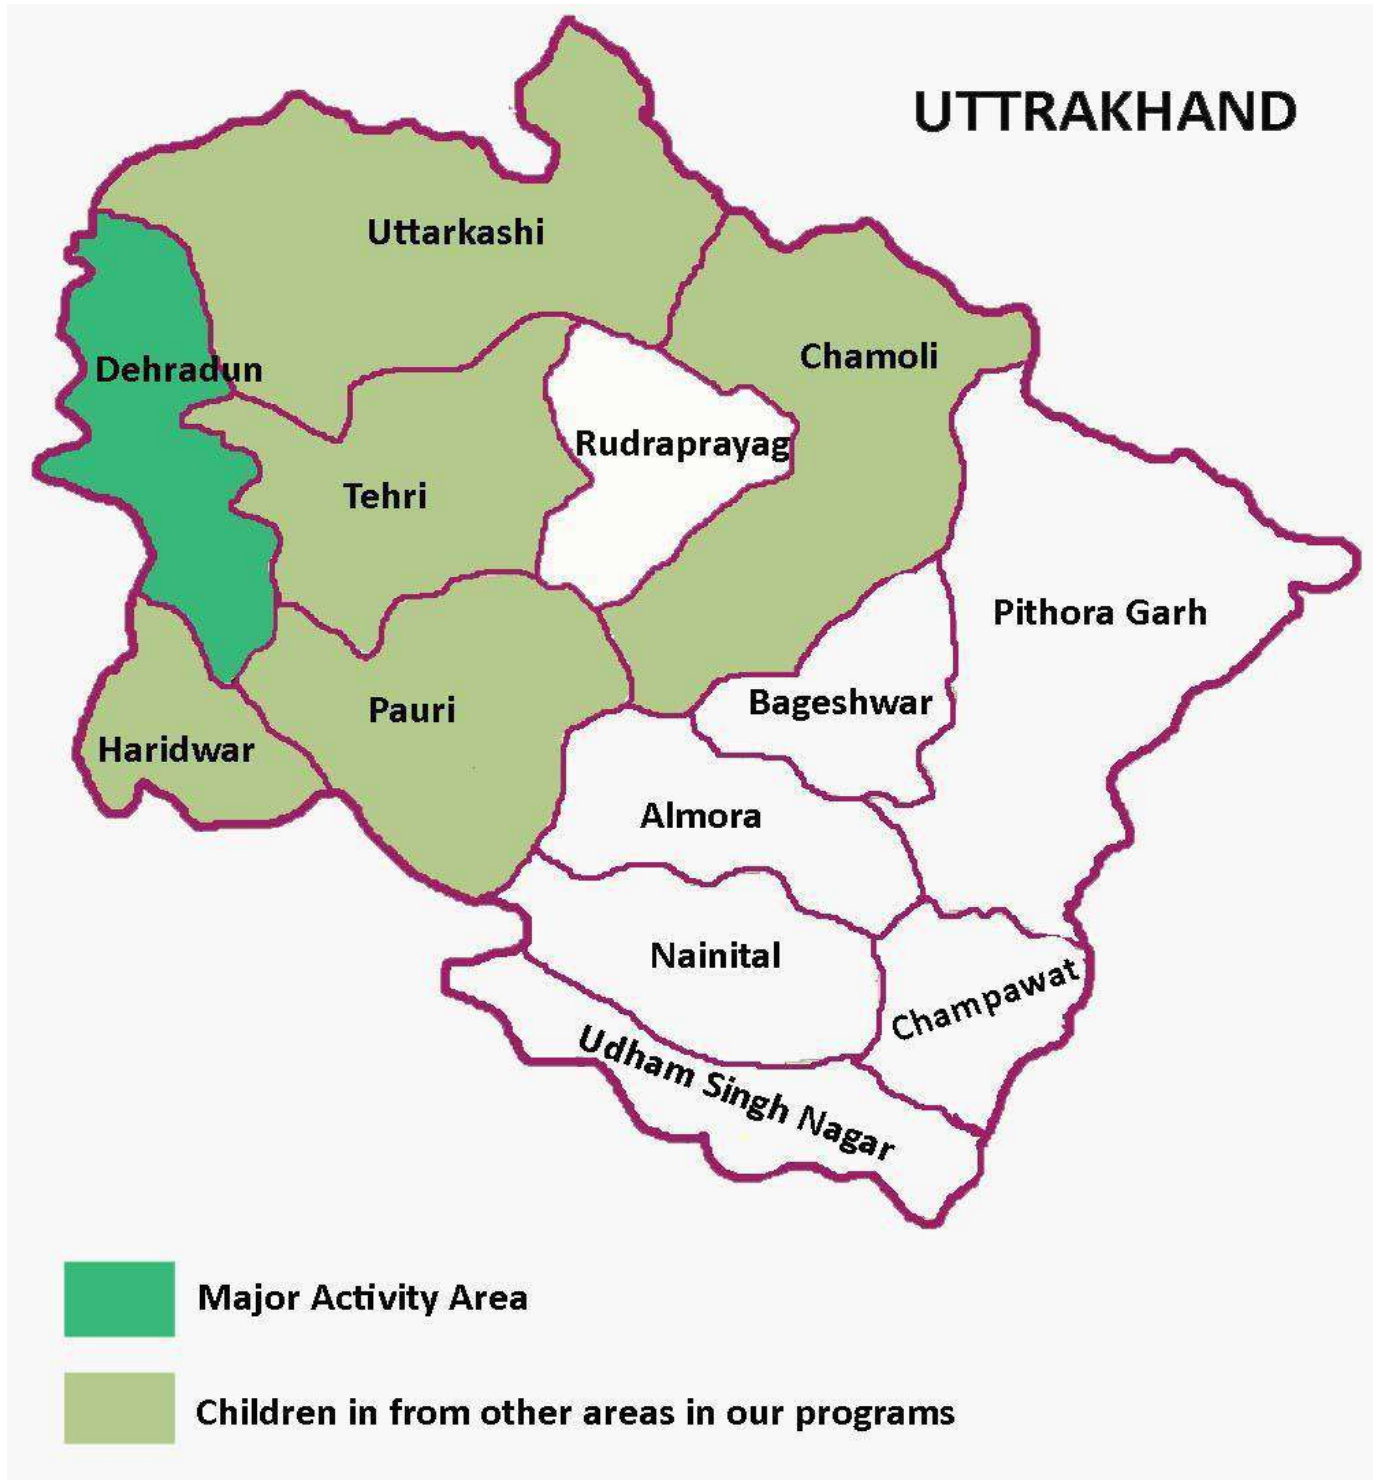 UTTRAKHAND
Uttarkashi
Chamoli
Dehradun
Rudraprayag
Tehri
Pithora Garh
Pauri
Bageshwar
Haridwar
Almora
Nainital
Champawat
Udham Singh Nagar
Major Activity Area
Children in from other areas in our programs